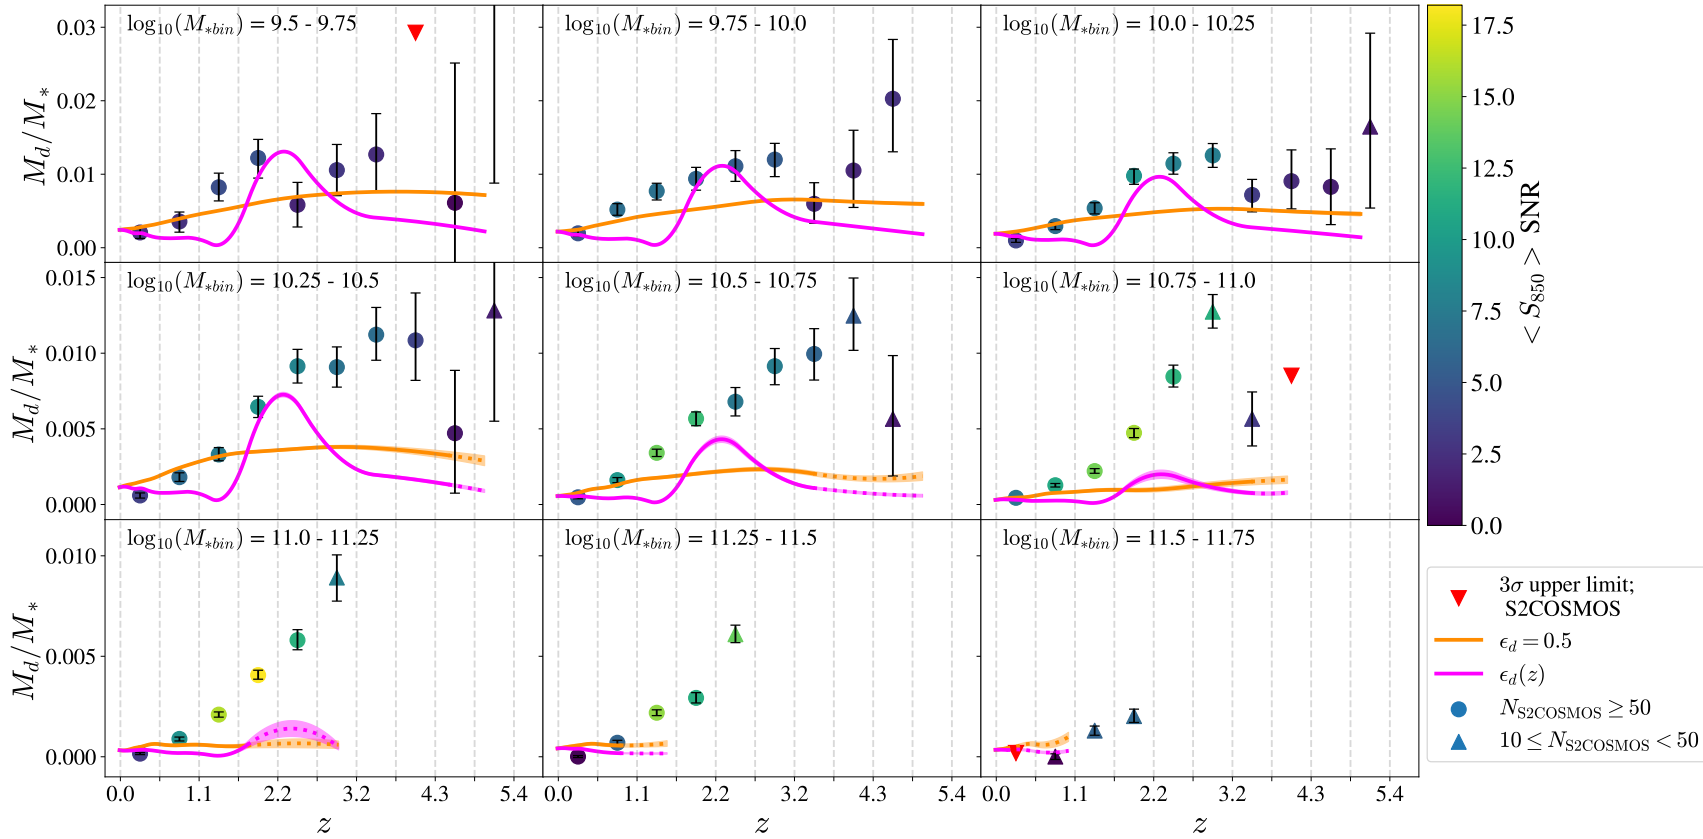 log₁₀(M∗bin) = 9.5 - 9.75
log₁₀(M∗bin) = 9.75 - 10.0
log₁₀(M∗bin) = 10.0 - 10.25
0.03
0.02
0.01
0.00
M_d/M∗
log₁₀(M∗bin) = 10.25 - 10.5
log₁₀(M∗bin) = 10.5 - 10.75
log₁₀(M∗bin) = 10.75 - 11.0
0.015
0.010
0.005
0.000
M_d/M∗
log₁₀(M∗bin) = 11.0 - 11.25
log₁₀(M∗bin) = 11.25 - 11.5
log₁₀(M∗bin) = 11.5 - 11.75
0.010
0.005
0.000
M_d/M∗
0.0 1.1 2.2 3.2 4.3 5.4
0.0 1.1 2.2 3.2 4.3 5.4
0.0 1.1 2.2 3.2 4.3 5.4
z
z
z
17.5
15.0
12.5
10.0
7.5
5.0
2.5
0.0
< S₈₅₀ > SNR
3σ upper limit;
S2COSMOS
ϵ_d = 0.5
ϵ_d(z)
N_S2COSMOS ≥ 50
10 ≤ N_S2COSMOS < 50